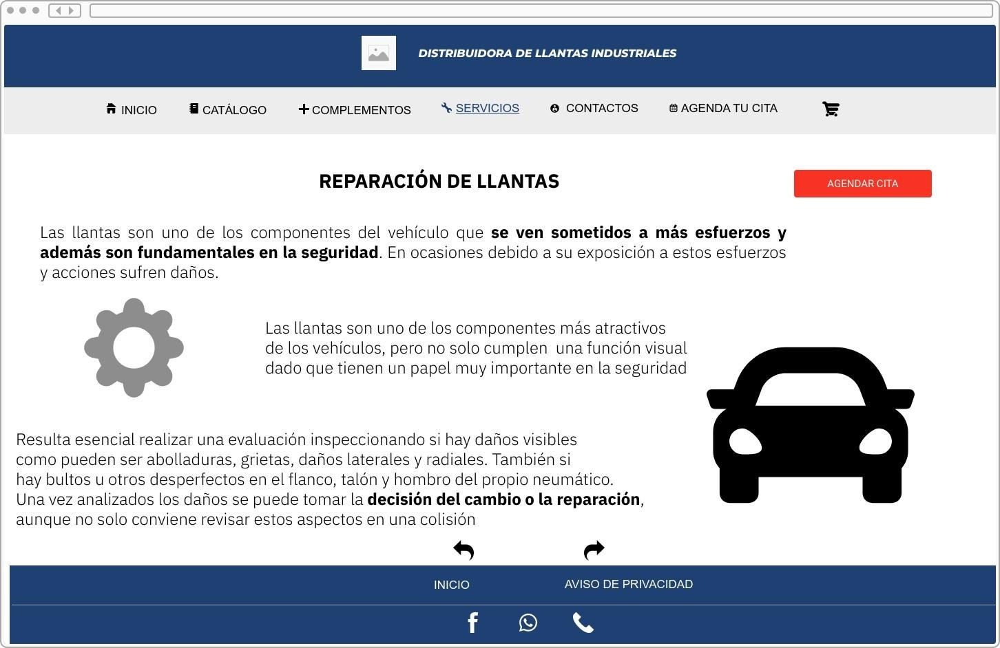 DISTRIBUIDORA DE LLANTAS INDUSTRIALES
INICIO CATÁLOGO COMPLEMENTOS SERVICIOS CONTACTOS AGENDA TU CITA
REPARACIÓN DE LLANTAS
AGENDAR CITA
Las llantas son uno de los componentes del vehículo que se ven sometidos a más esfuerzos y
además son fundamentales en la seguridad. En ocasiones debido a su exposición a estos esfuerzos
y acciones sufren daños.
Las llantas son uno de los componentes más atractivos
de los vehículos, pero no solo cumplen  una función visual
dado que tienen un papel muy importante en la seguridad
Resulta esencial realizar una evaluación inspeccionando si hay daños visibles
como pueden ser abolladuras, grietas, daños laterales y radiales. También si
hay bultos u otros desperfectos en el flanco, talón y hombro del propio neumático.
Una vez analizados los daños se puede tomar la decisión del cambio o la reparación,
aunque no solo conviene revisar estos aspectos en una colisión
INICIO AVISO DE PRIVACIDAD